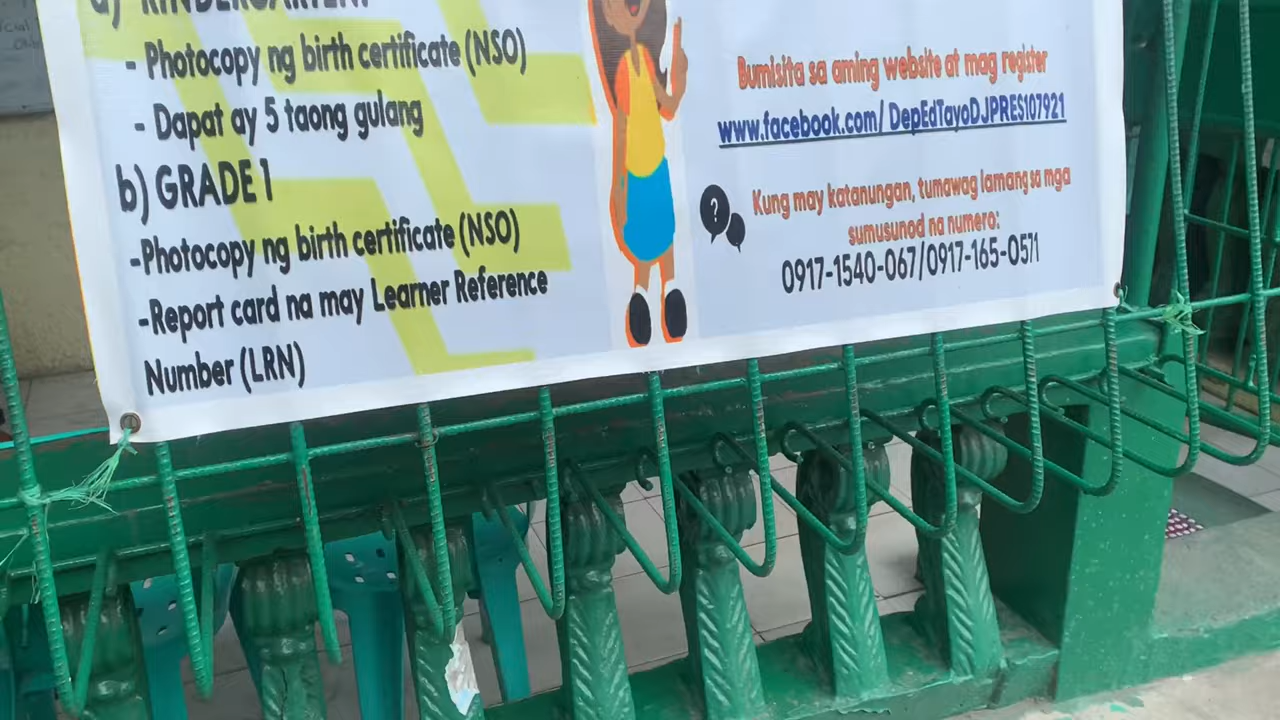 a) KINDERGARTEN:
- Photocopy ng birth certificate (NSO)
- Dapat ay 5 taong gulang
b) GRADE 1
-Photocopy ng birth certificate (NSO)
-Report card na may Learner Reference
Number (LRN)
Bumisita sa aming website at mag register
www.facebook.com/ DepEdTayoDJPRES107921
?
Kung may katanungan, tumawag lamang sa mga
sumusunod na numero:
0917-1540-067/0917-165-0571